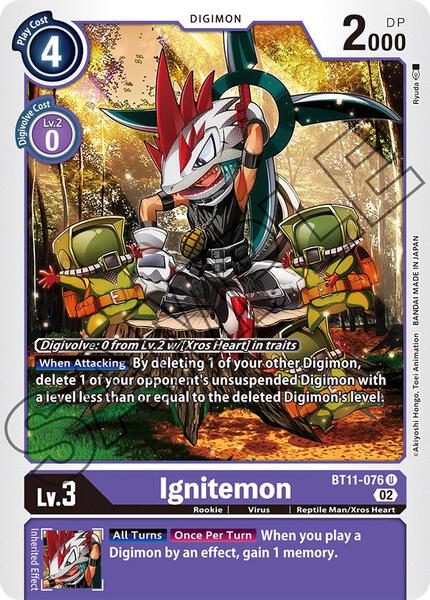 DIGIMON
Play Cost
4
2000
DP
Digivolve Cost
Lv.2
0
Ryuda
SAMPLE
Digivolve: 0 from Lv.2 w/[Xros Heart] in traits
When Attacking By deleting 1 of your other Digimon,
delete 1 of your opponent's unsuspended Digimon with
a level less than or equal to the deleted Digimon's level.
©Akiyoshi Hongo, Toei Animation BANDAI MADE IN JAPAN
Lv.3
Ignitemon
BT11-076 U
02
Rookie | Virus | Reptile Man/Xros Heart
Inherited Effect
All Turns Once Per Turn When you play a
Digimon by an effect, gain 1 memory.